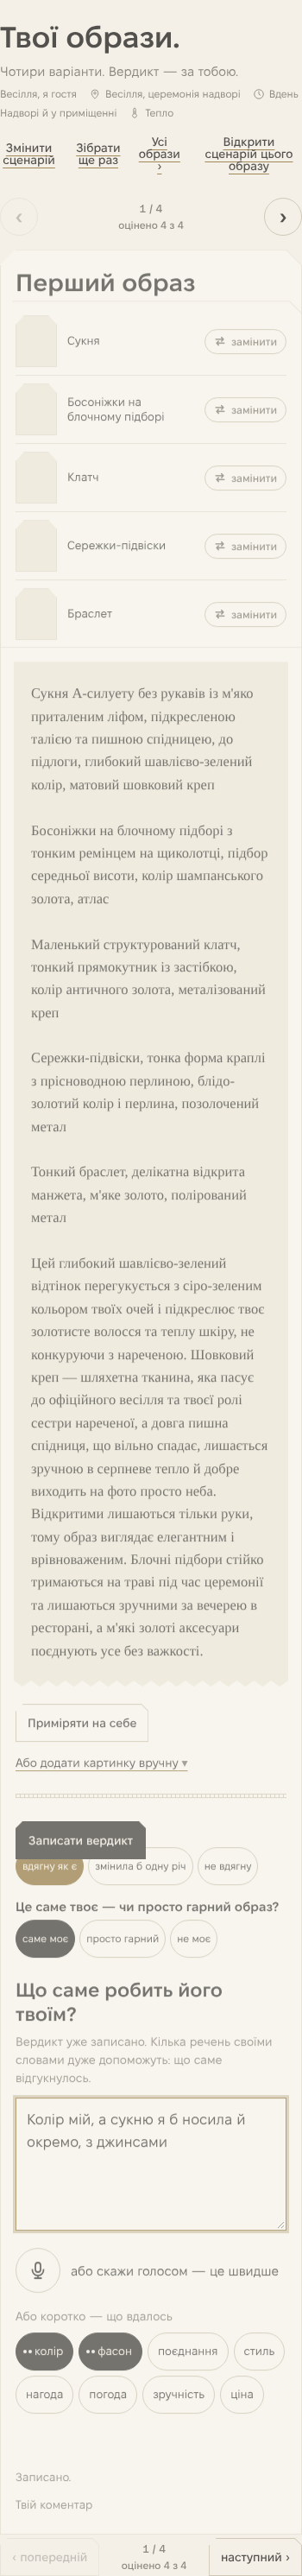 Твої образи.
Чотири варіанти. Вердикт — за тобою.
Весілля, я гостя Весілля, церемонія надворі Вдень
Надворі й у приміщенні Тепло
Змінити сценарій
Зібрати ще раз
Усі образи ›
Відкрити сценарій цього образу
‹
1 / 4
оцінено 4 з 4
›
Перший образ
Сукня ⇄ замінити
Босоніжки на
блочному підборі ⇄ замінити
Клатч ⇄ замінити
Сережки-підвіски ⇄ замінити
Браслет ⇄ замінити
Сукня А-силуету без рукавів із м'яко
приталеним ліфом, підкресленою
талією та пишною спідницею, до
підлоги, глибокий шавлієво-зелений
колір, матовий шовковий креп
Босоніжки на блочному підборі з
тонким ремінцем на щиколотці, підбор
середньої висоти, колір шампанського
золота, атлас
Маленький структурований клатч,
тонкий прямокутник із застібкою,
колір античного золота, металізований
креп
Сережки-підвіски, тонка форма краплі
з прісноводною перлиною, блідо-
золотий колір і перлина, позолочений
метал
Тонкий браслет, делікатна відкрита
манжета, м'яке золото, полірований
метал
Цей глибокий шавлієво-зелений
відтінок перегукується з сіро-зеленим
кольором твоїх очей і підкреслює твоє
золотисте волосся та теплу шкіру, не
конкуруючи з нареченою. Шовковий
креп — шляхетна тканина, яка пасує
до офіційного весілля та твоєї ролі
сестри нареченої, а довга пишна
спідниця, що вільно спадає, лишається
зручною в серпневе тепло й добре
виходить на фото просто неба.
Відкритими лишаються тільки руки,
тому образ виглядає елегантним і
врівноваженим. Блочні підбори стійко
тримаються на траві під час церемонії
та лишаються зручними за вечерею в
ресторані, а м'які золоті аксесуари
поєднують усе без важкості.
Приміряти на себе
Або додати картинку вручну ▾
Записати вердикт
вдягну як є змінила б одну річ не вдягну
Це саме твоє — чи просто гарний образ?
саме моє просто гарний не моє
Що саме робить його
твоїм?
Вердикт уже записано. Кілька речень своїми
словами дуже допоможуть: що саме
відгукнулось.
Колір мій, а сукню я б носила й
окремо, з джинсами
або скажи голосом — це швидше
Або коротко — що вдалось
••колір ••фасон поєднання стиль
нагода погода зручність ціна
Записано.
Твій коментар
‹ попередній
1 / 4
оцінено 4 з 4
наступний ›